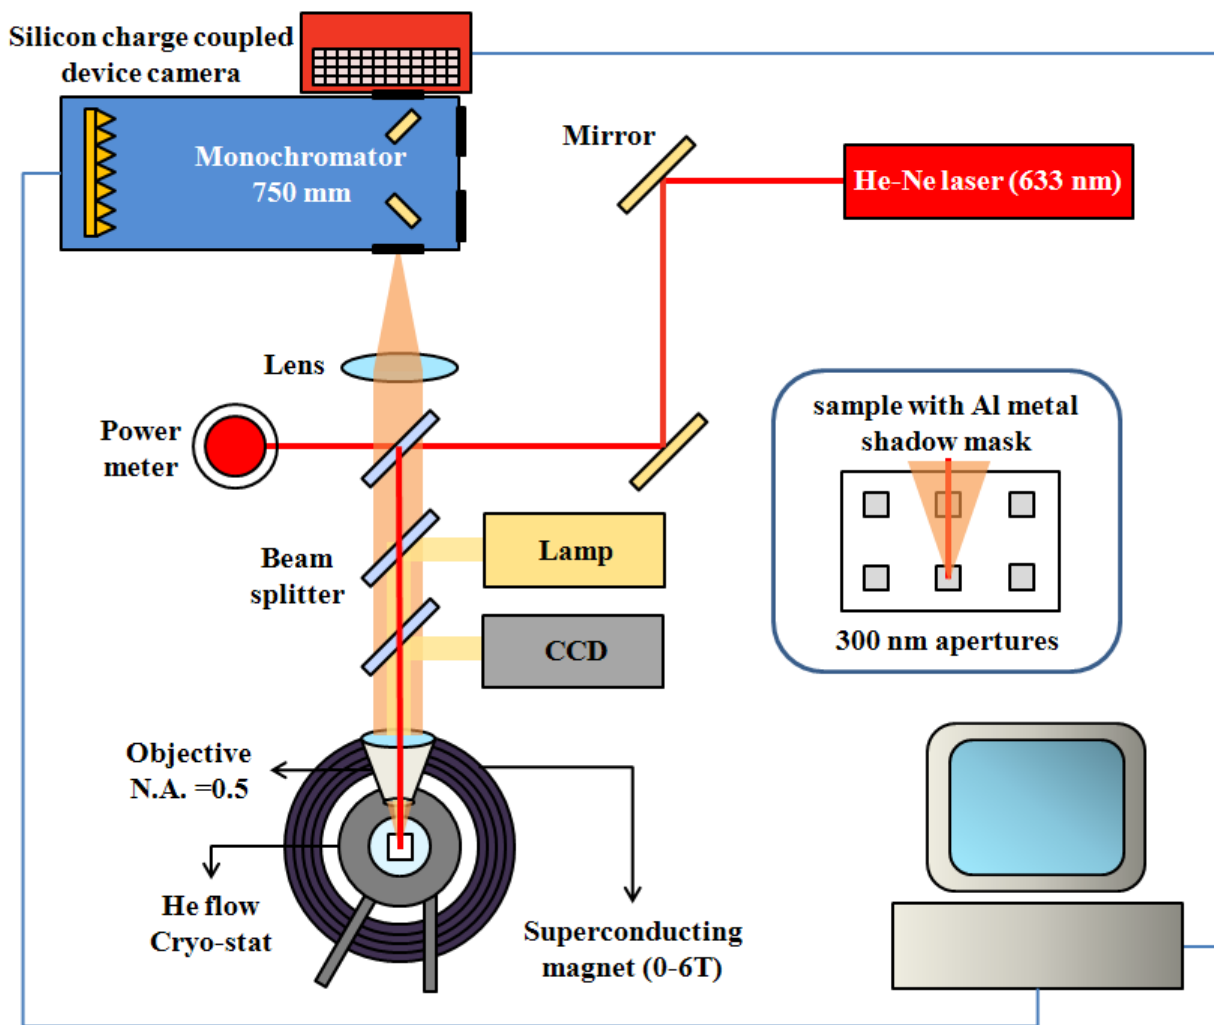 Silicon charge coupled
device camera
Monochromator
750 mm
Mirror
He-Ne laser (633 nm)
Lens
Power
meter
sample with Al metal
shadow mask
300 nm apertures
Beam
splitter
Lamp
CCD
Objective
N.A. =0.5
He flow
Cryo-stat
Superconducting
magnet (0-6T)